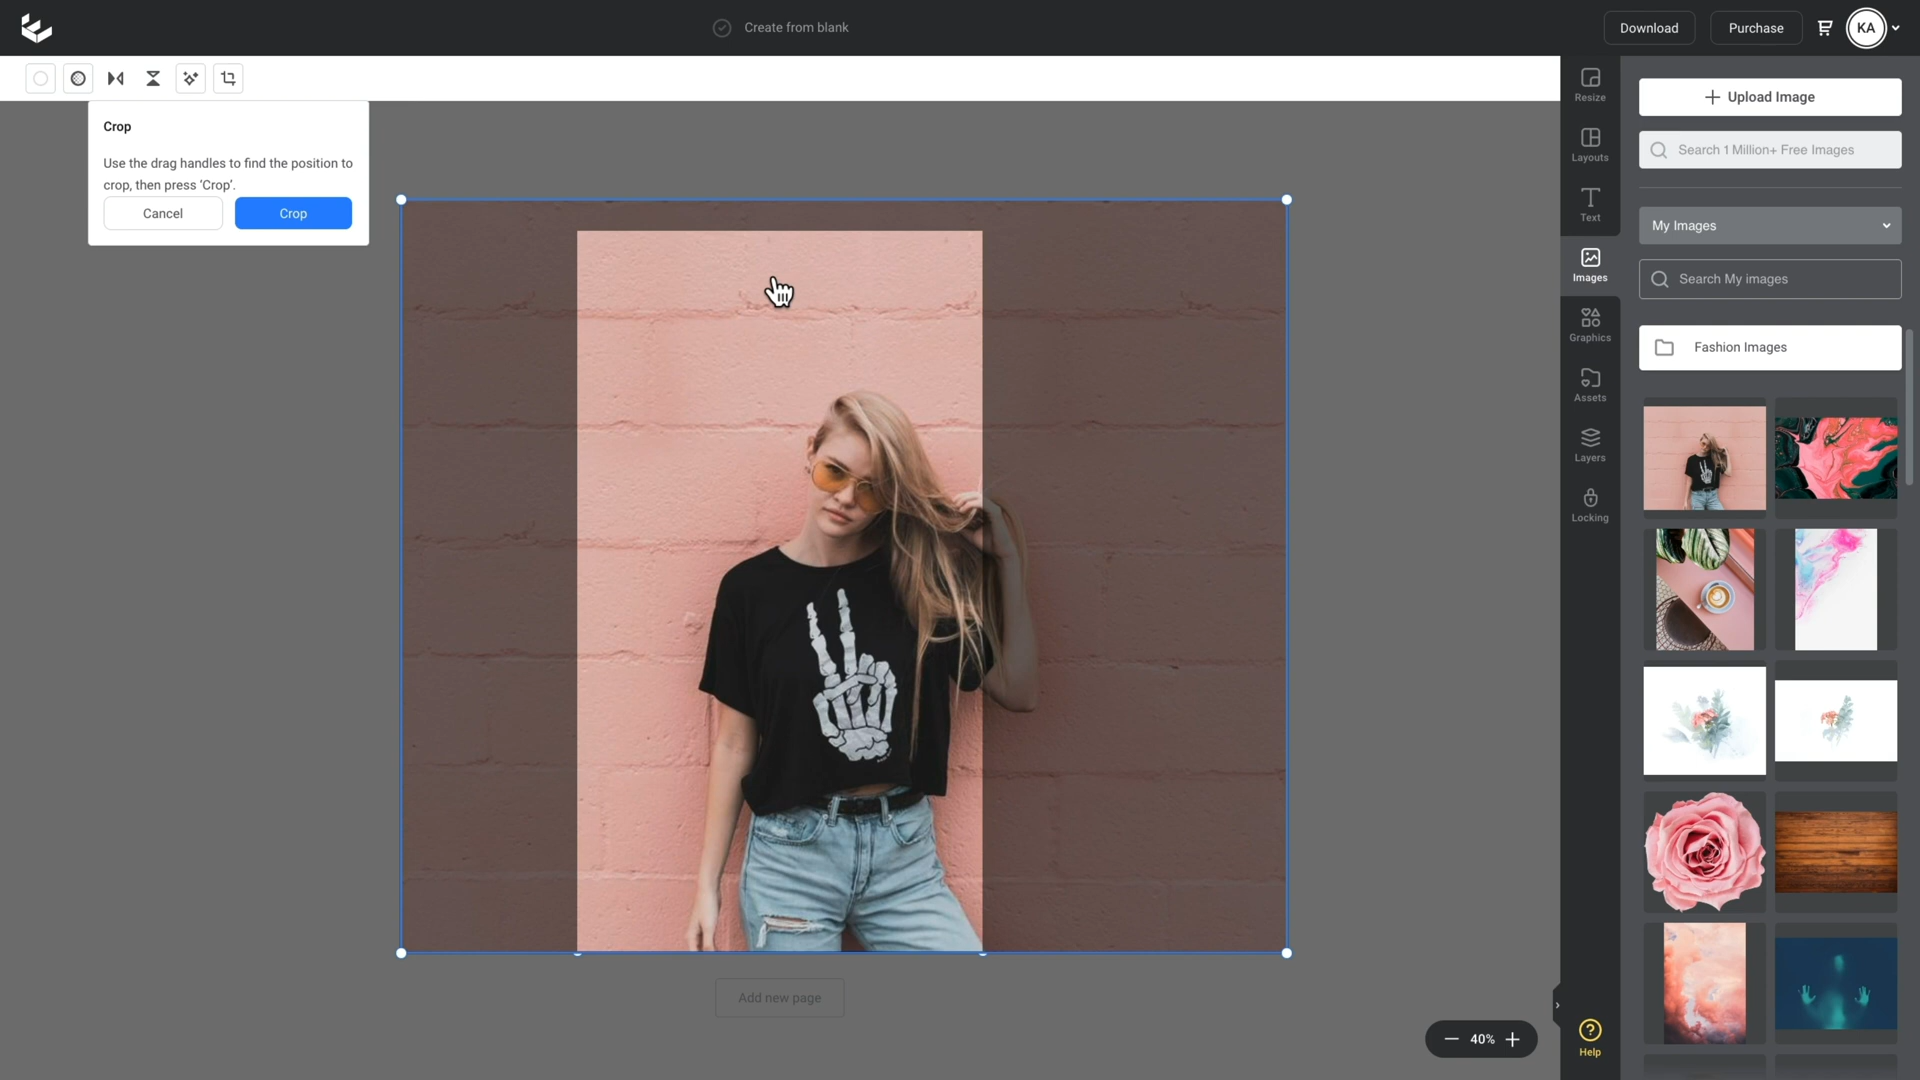 Create from blank
Download
Purchase
KA
Crop
Use the drag handles to find the position to
crop, then press ‘Crop’.
Cancel
Crop
Resize
Layouts
Text
Images
Graphics
Assets
Layers
Locking
Help
Upload Image
Search 1 Million+ Free Images
My Images
Search My images
Fashion Images
Add new page
40%